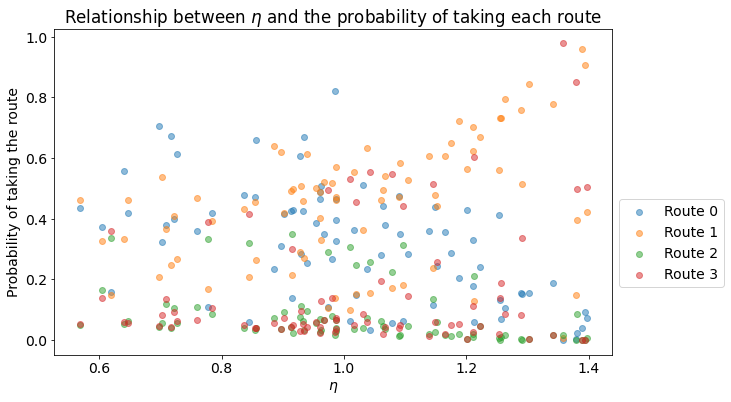 Relationship between η and the probability of taking each route
Probability of taking the route
1.0
0.8
0.6
0.4
0.2
0.0
0.6
0.8
1.0
1.2
1.4
η
Route 0
Route 1
Route 2
Route 3